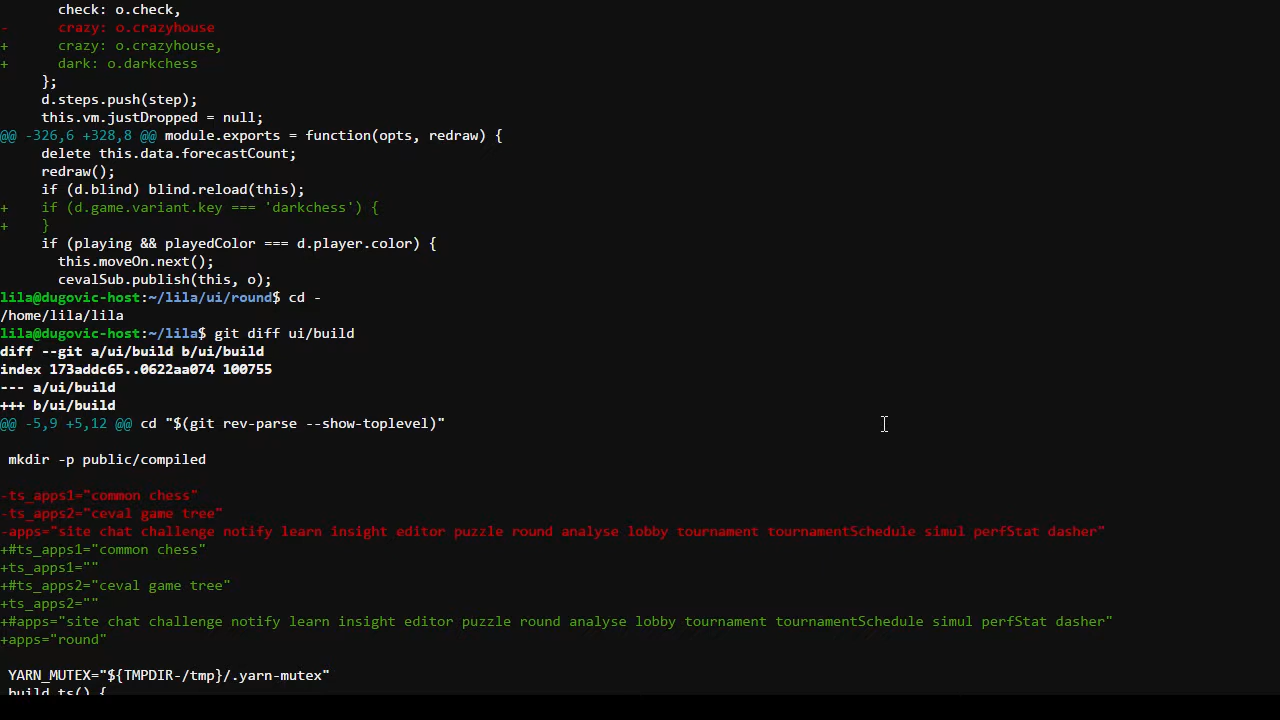 check: o.check,
- crazy: o.crazyhouse
+ crazy: o.crazyhouse,
+ dark: o.darkchess
};
d.steps.push(step);
this.vm.justDropped = null;
@@ -326,6 +328,8 @@ module.exports = function(opts, redraw) {
delete this.data.forecastCount;
redraw();
if (d.blind) blind.reload(this);
+ if (d.game.variant.key === 'darkchess') {
+ }
if (playing && playedColor === d.player.color) {
this.moveOn.next();
cevalSub.publish(this, o);
lila@dugovic-host:~/lila/ui/round$ cd -
/home/lila/lila
lila@dugovic-host:~/lila$ git diff ui/build
diff --git a/ui/build b/ui/build
index 173addc65..0622aa074 100755
--- a/ui/build
+++ b/ui/build
@@ -5,9 +5,12 @@ cd "$(git rev-parse --show-toplevel)"
mkdir -p public/compiled
-ts_apps1="common chess"
-ts_apps2="ceval game tree"
-apps="site chat challenge notify learn insight editor puzzle round analyse lobby tournament tournamentSchedule simul perfStat dasher"
+#ts_apps1="common chess"
+ts_apps1=""
+#ts_apps2="ceval game tree"
+ts_apps2=""
+#apps="site chat challenge notify learn insight editor puzzle round analyse lobby tournament tournamentSchedule simul perfStat dasher"
+apps="round"
YARN_MUTEX="${TMPDIR-/tmp}/.yarn-mutex"
build_ts() {